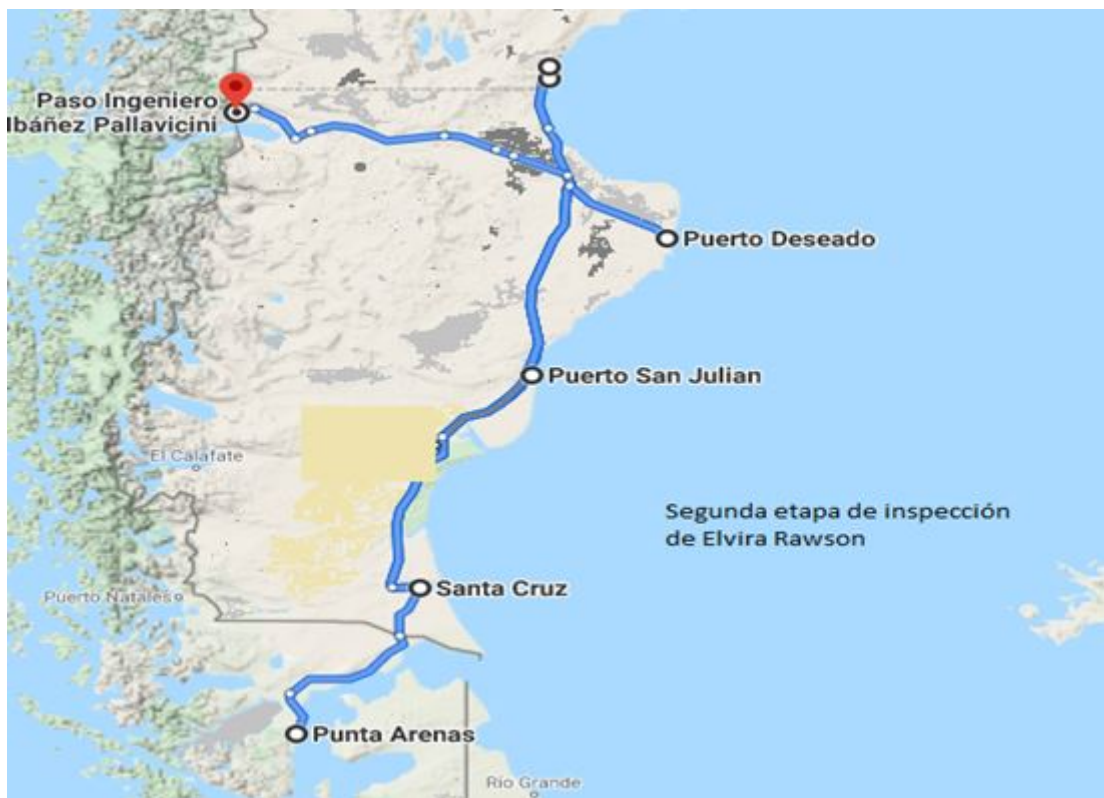 Paso Ingeniero
Ibáñez Pallavicini
Puerto Deseado
Puerto San Julian
El Calafate
Segunda etapa de inspección
de Elvira Rawson
Santa Cruz
Puerto Natales
Punta Arenas
Río Grande